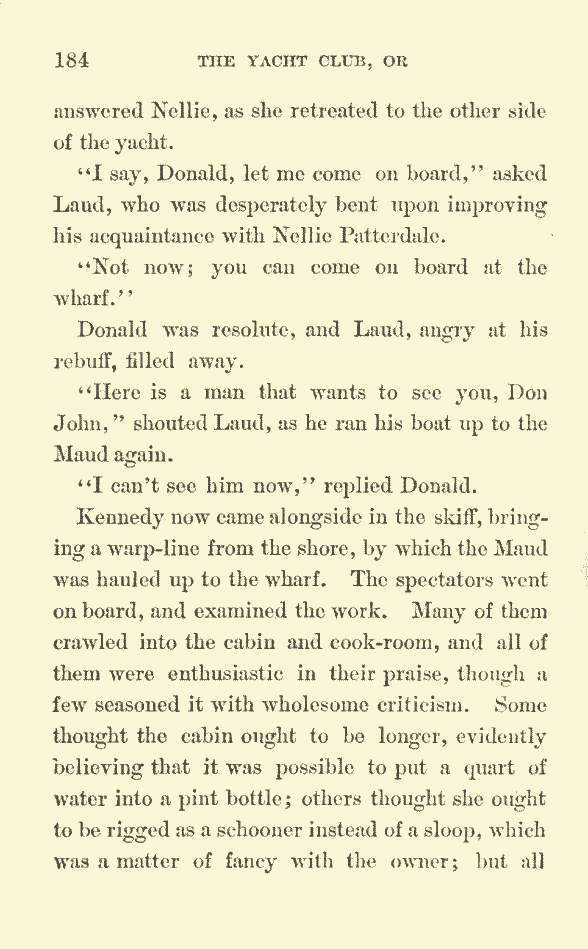 184 THE YACHT CLUB, OR
answered Nellie, as she retreated to the other side
of the yacht.
"I say, Donald, let me come on board," asked
Laud, who was desperately bent upon improving
his acquaintance with Nellie Patterdale.
"Not now; you can come on board at the
wharf."
Donald was resolute, and Laud, angry at his
rebuff, filled away.
"Here is a man that wants to see you, Don
John," shouted Laud, as he ran his boat up to the
Maud again.
"I can't see him now," replied Donald.
Kennedy now came alongside in the skiff, bring-
ing a warp-line from the shore, by which the Maud
was hauled up to the wharf. The spectators went
on board, and examined the work. Many of them
crawled into the cabin and cook-room, and all of
them were enthusiastic in their praise, though a
few seasoned it with wholesome criticism. Some
thought the cabin ought to be longer, evidently
believing that it was possible to put a quart of
water into a pint bottle; others thought she ought
to be rigged as a schooner instead of a sloop, which
was a matter of fancy with the owner; but all